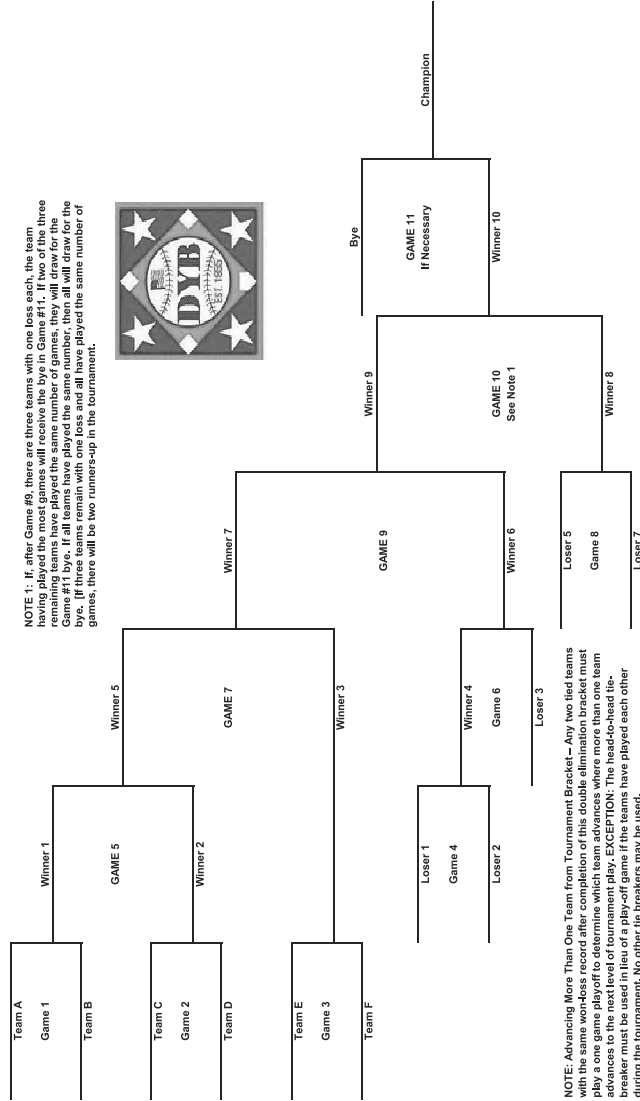 NOTE 1:  If, after Game #9, there are three teams with one loss each, the team
having played the most games will receive the bye in Game #11. If two of the three
remaining teams have played the same number of games, they will draw for the
Game #11 bye. If all teams have played the same number, then all will draw for the
bye. [If three teams remain with one loss and all have played the same number of
games, there will be two runners-up in the tournament.
DYB
EST. 1955
Team A
Game 1
Team B
Team C
Game 2
Team D
Team E
Game 3
Team F
Winner 1
GAME 5
Winner 2
Loser 1
Game 4
Loser 2
Winner 5
GAME 7
Winner 3
Winner 4
Game 6
Loser 3
Winner 7
GAME 9
Winner 6
Loser 5
Game 8
Loser 7
Winner 9
GAME 10
See Note 1
Winner 8
Bye
GAME 11
If Necessary
Winner 10
Champion
NOTE: Advancing More Than One Team from Tournament Bracket – Any two tied teams
with the same won-loss record after completion of this double elimination bracket must
play a one game playoff to determine which team advances where more than one team
advances to the next level of tournament play. EXCEPTION: The head-to-head tie-
breaker must be used in lieu of a play-off game if the teams have played each other
during the tournament. No other tie breakers may be used.